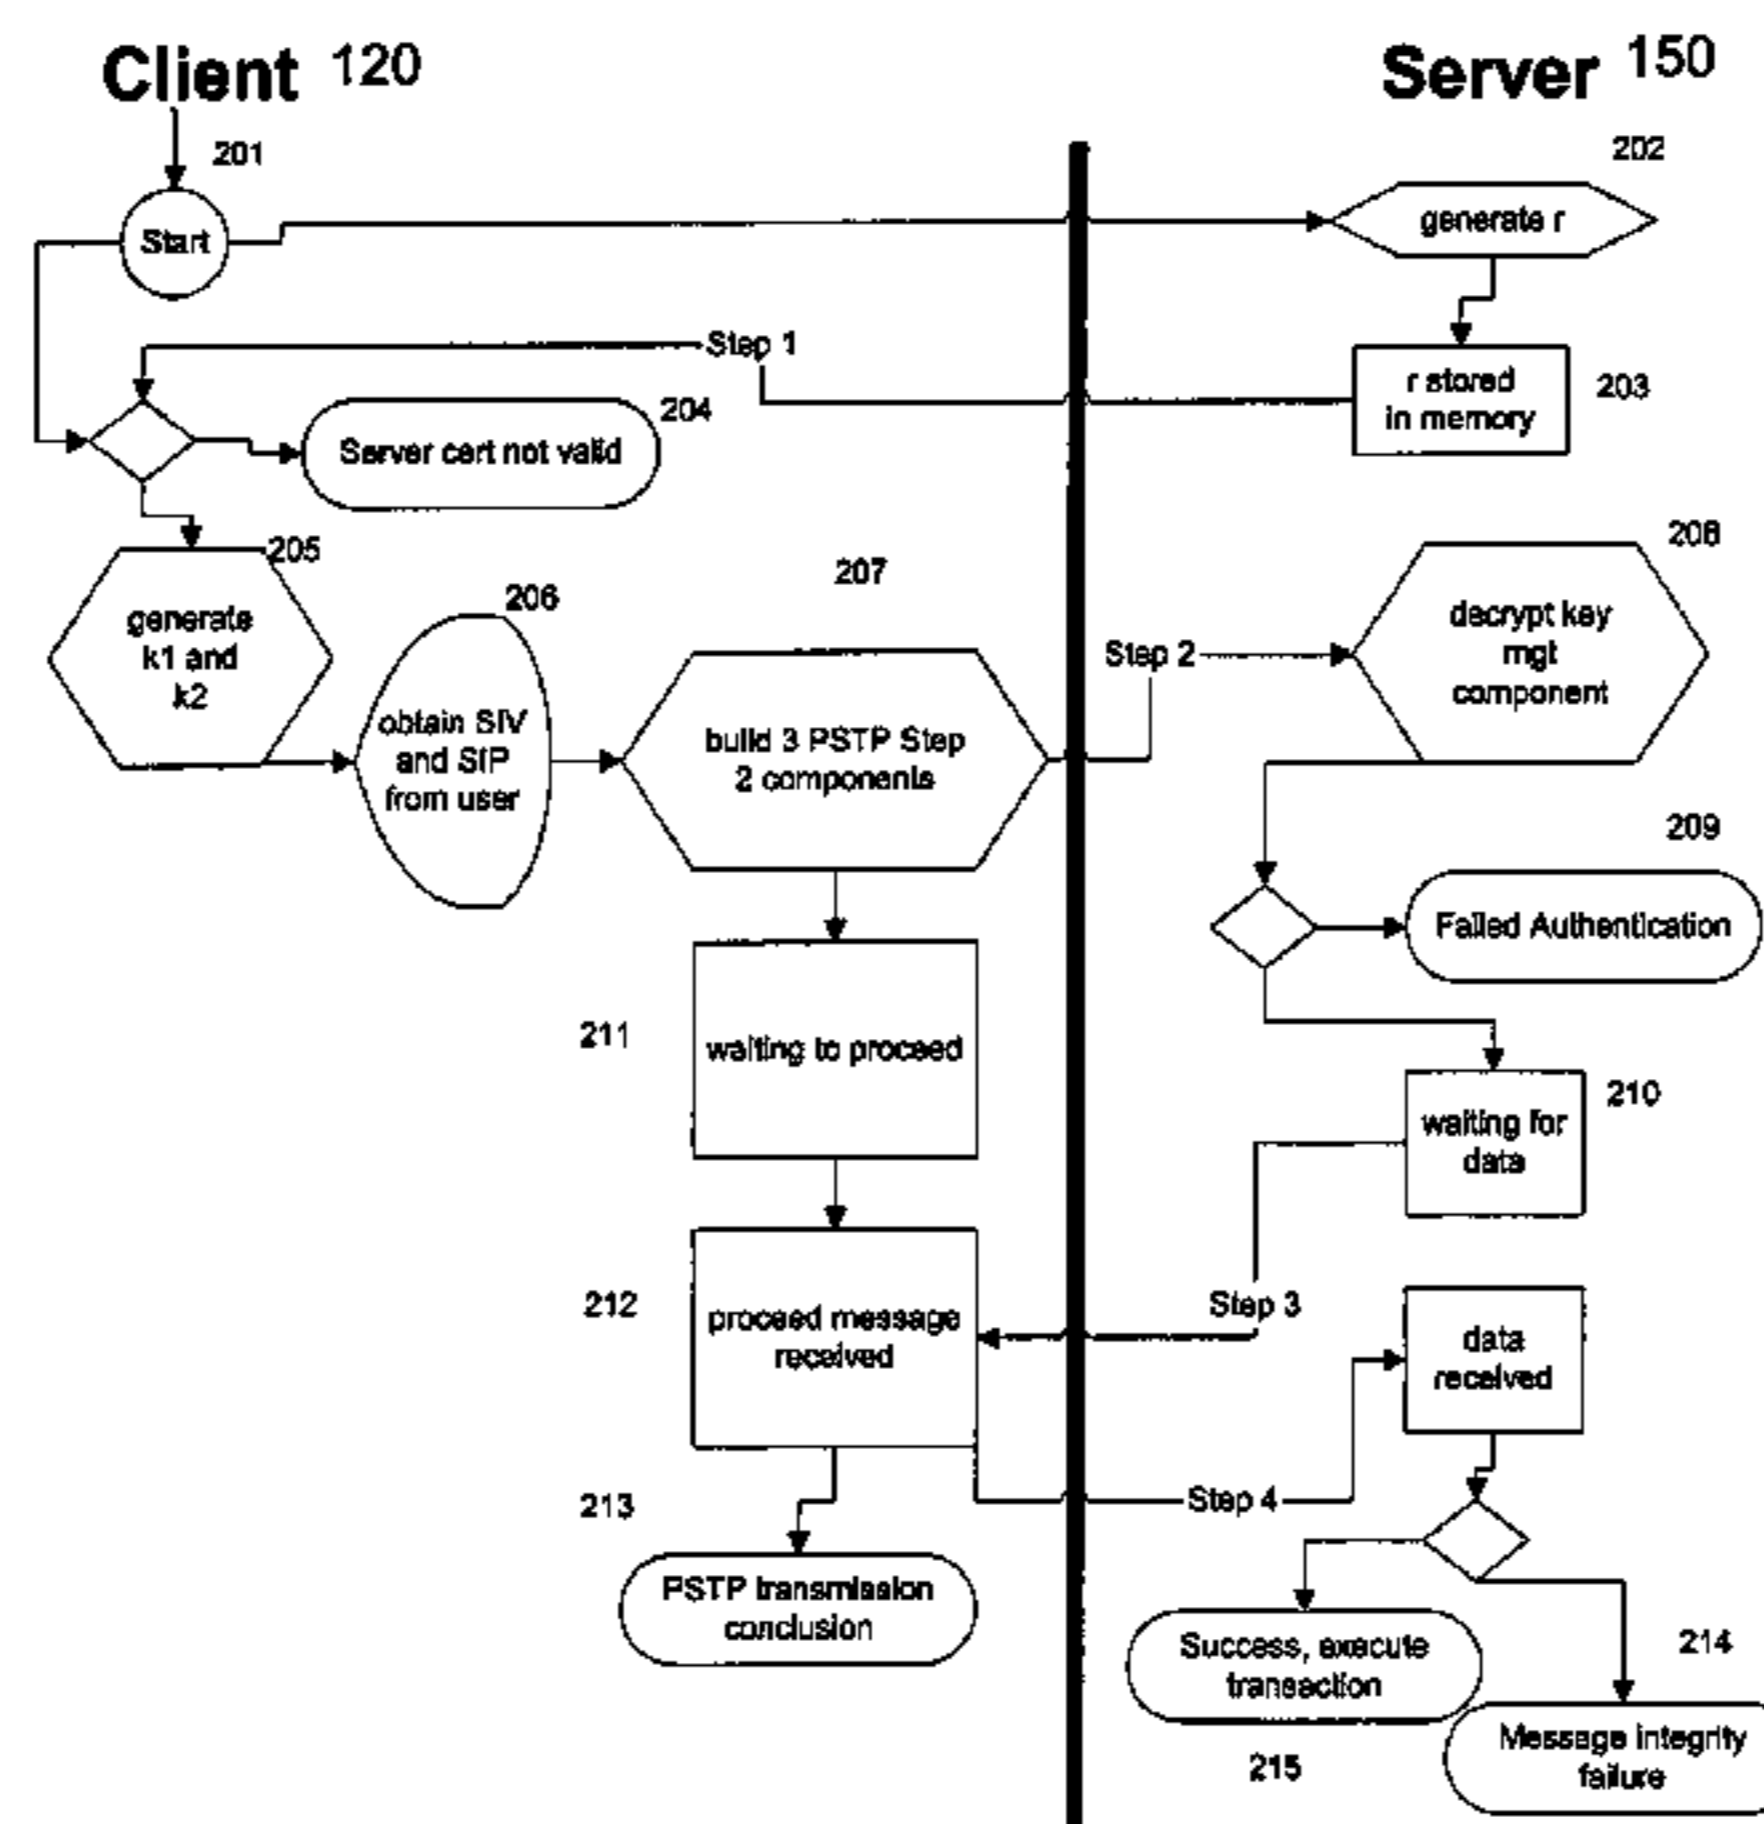 Client 120
Server 150
201
202
Start
generate r
Step 1
r stored
in memory
203
204
Server cert not valid
205
generate
k1 and
k2
206
obtain SIV
and SIP
from user
207
build 3 PSTP Step
2 components
Step 2
208
decrypt key
mgt
component
209
Failed Authentication
211
waiting to proceed
210
waiting for
data
212
proceed message
received
Step 3
data
received
213
Step 4
PSTP transmission
conclusion
Success, execute
transaction
214
215
Message integrity
failure